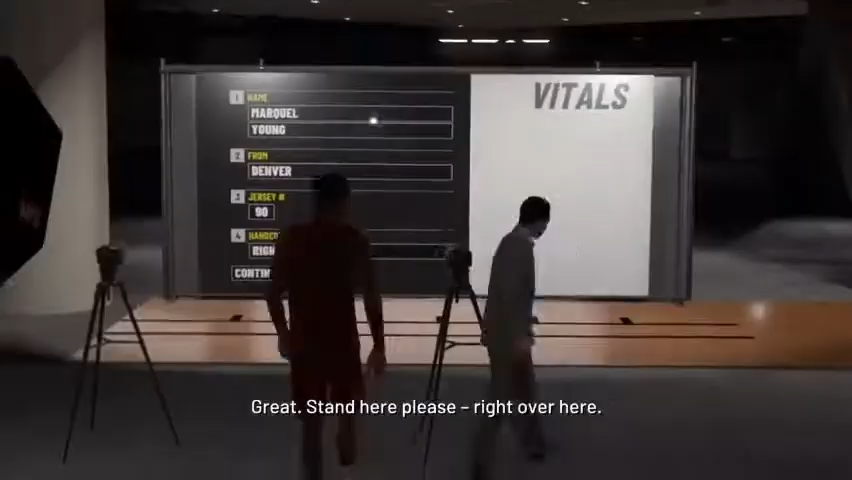 VITALS
1 NAME
MARQUEL
YOUNG
2 FROM
DENVER
3 JERSEY #
90
4
Great. Stand here please – right over here.